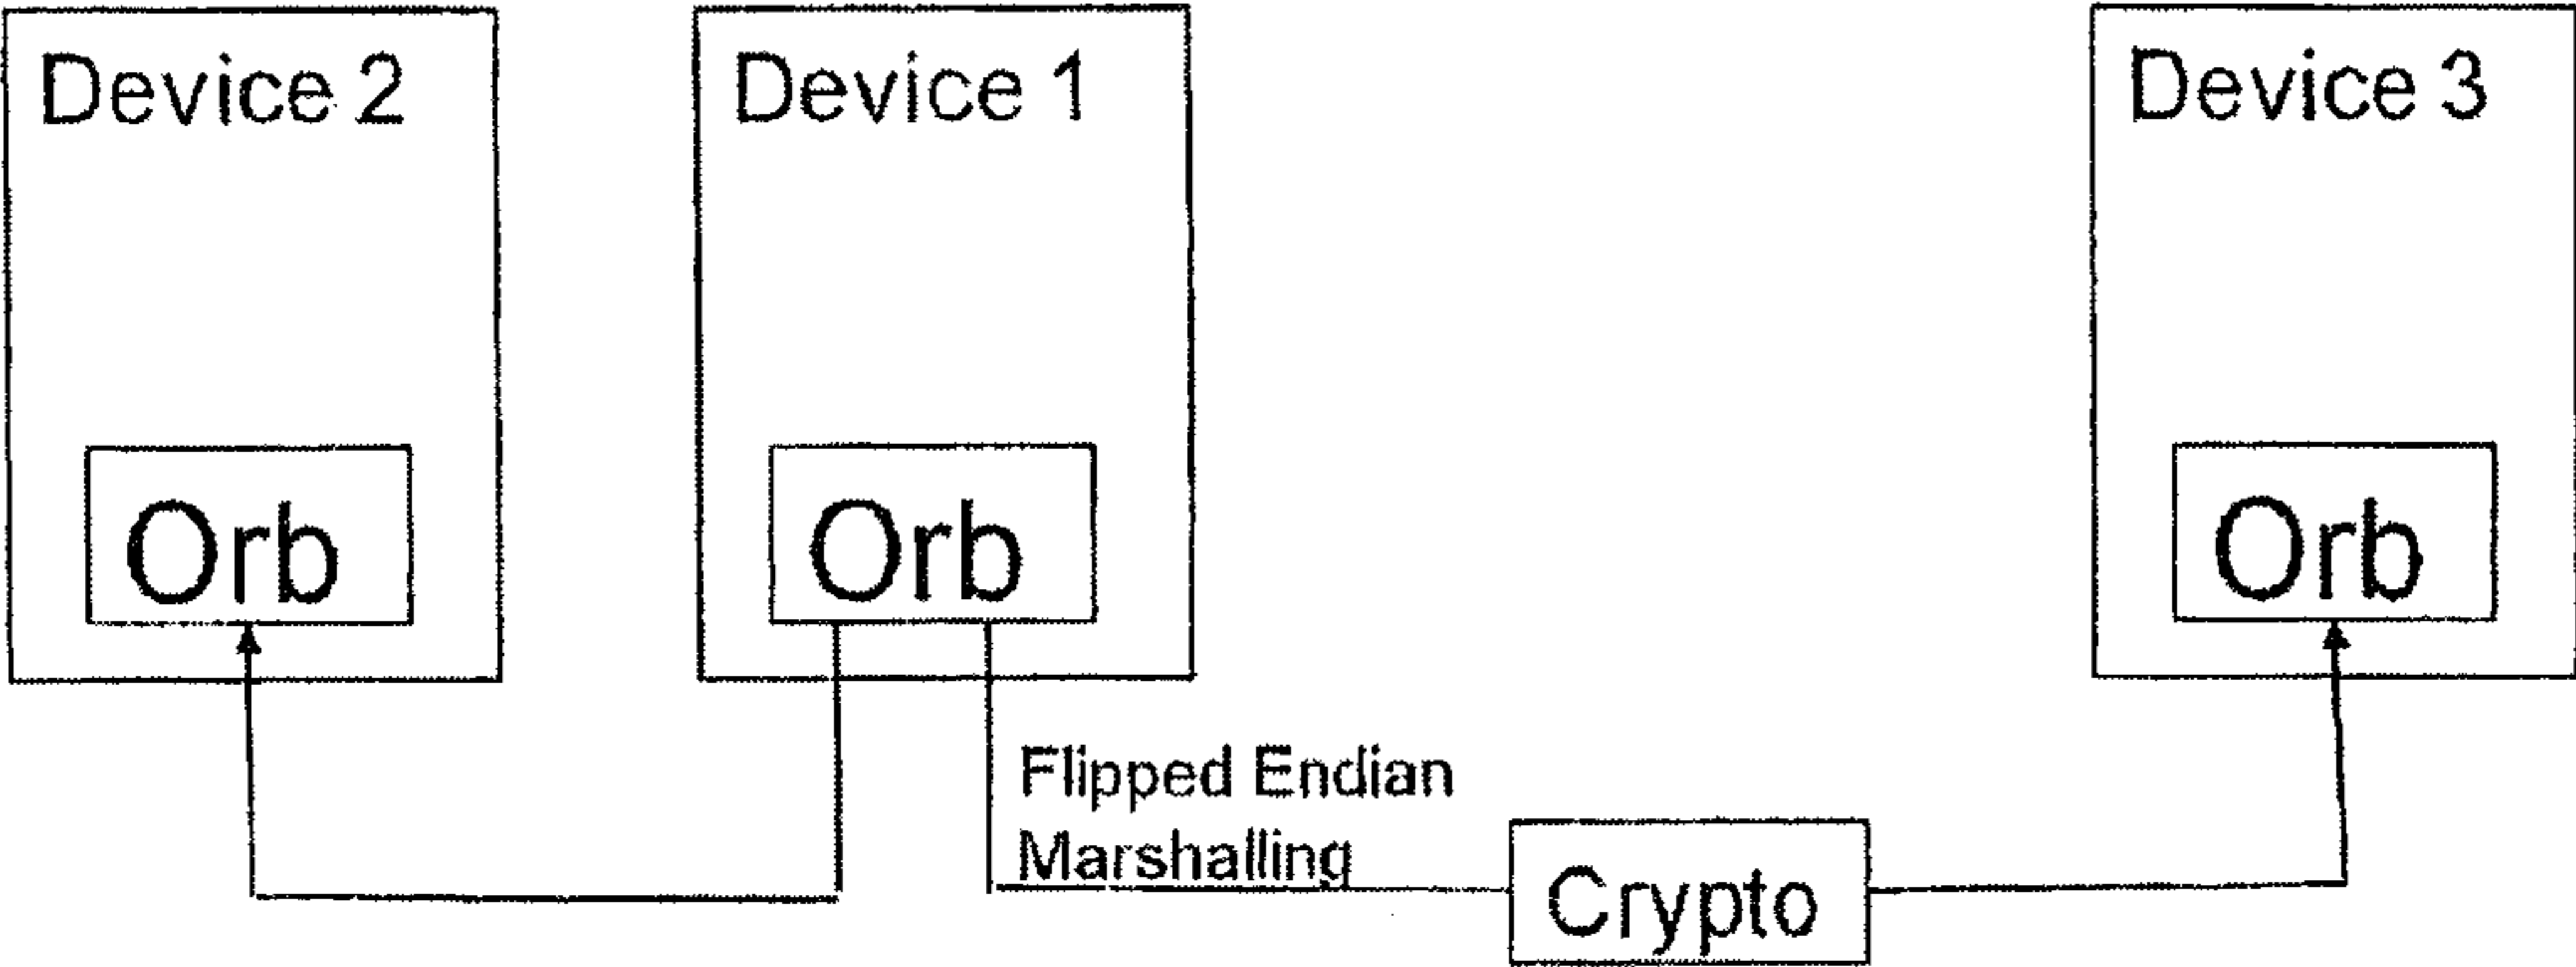 Device 2
Device 1
Device 3
Orb
Orb
Orb
Flipped Endian
Marshalling
Crypto